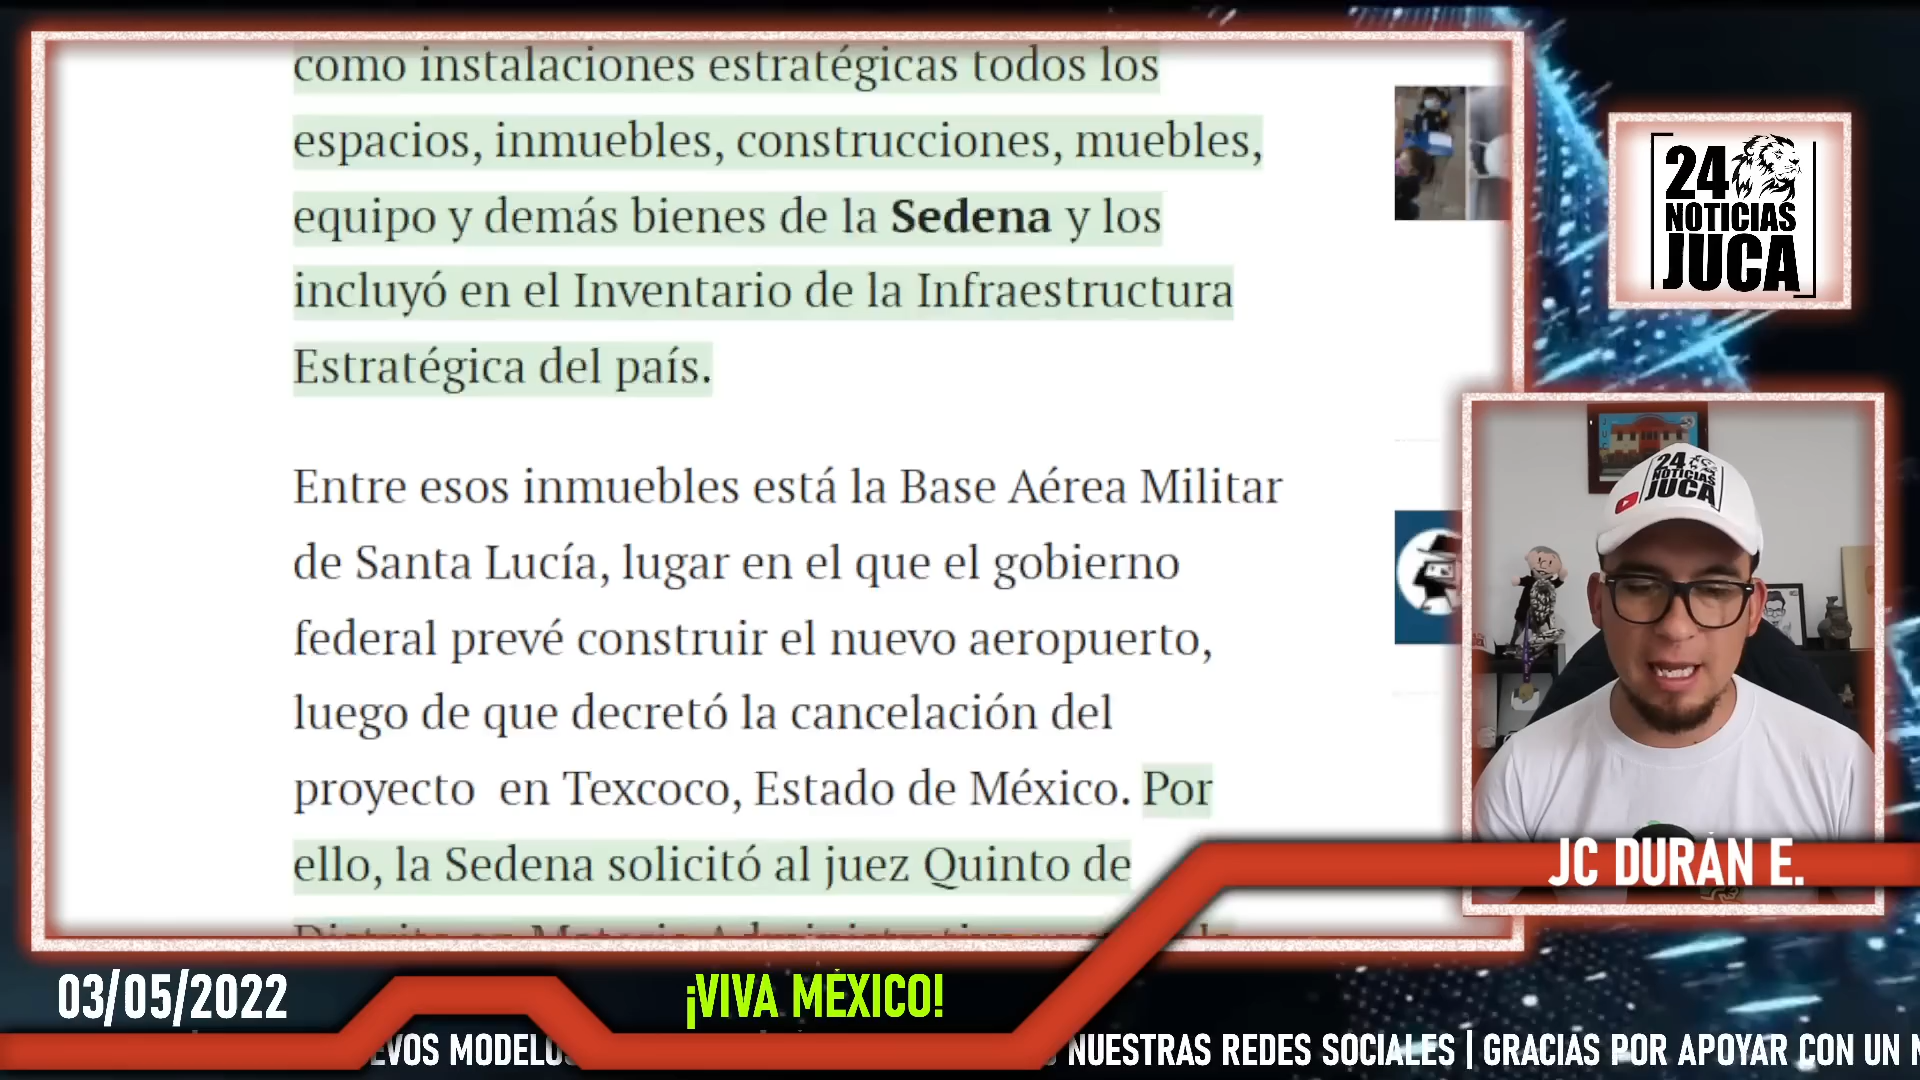 como instalaciones estratégicas todos los
espacios, inmuebles, construcciones, muebles,
equipo y demás bienes de la Sedena y los
incluyó en el Inventario de la Infraestructura
Estratégica del país.
Entre esos inmuebles está la Base Aérea Militar
de Santa Lucía, lugar en el que el gobierno
federal prevé construir el nuevo aeropuerto,
luego de que decretó la cancelación del
proyecto en Texcoco, Estado de México. Por
ello, la Sedena solicitó al juez Quinto de
24
NOTICIAS
JUCA
24
NOTICIAS
JUCA
JC DURÁN E.
03/05/2022
¡VIVA MÉXICO!
NUESTRAS REDES SOCIALES | GRACIAS POR APOYAR CON UN